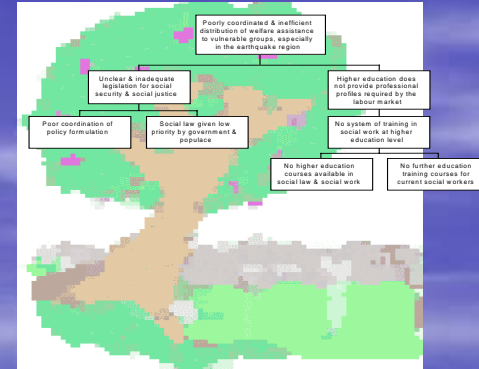 Poorly coordinated & inefficient
distribution of welfare assistance
to vulnerable groups, especially
in the earthquake region
Unclear & inadequate
legislation for social
security & social justice
Higher education does
not provide professional
profiles required by the
labour market
Poor coordination of
policy formulation
Social law given low
priority by government &
populace
No system of training in
social work at higher
education level
No higher education
courses available in
social law & social work
No further education
training courses for
current social workers